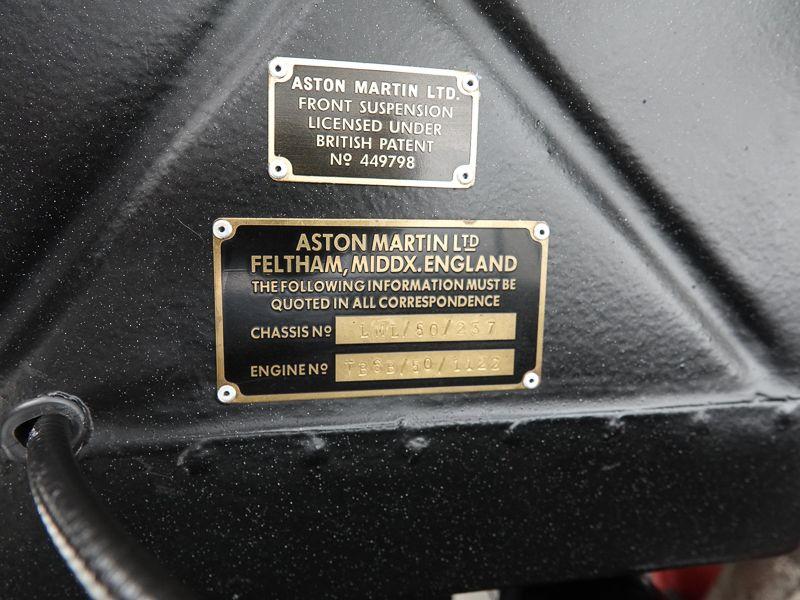 ASTON MARTIN LTD.
FRONT SUSPENSION
LICENSED UNDER
BRITISH PATENT
Nº 449798
ASTON MARTIN LTD
FELTHAM, MIDDX. ENGLAND
THE FOLLOWING INFORMATION MUST BE
QUOTED IN ALL CORRESPONDENCE
CHASSIS Nº LML/50/237
ENGINE Nº VB6B/50/1122